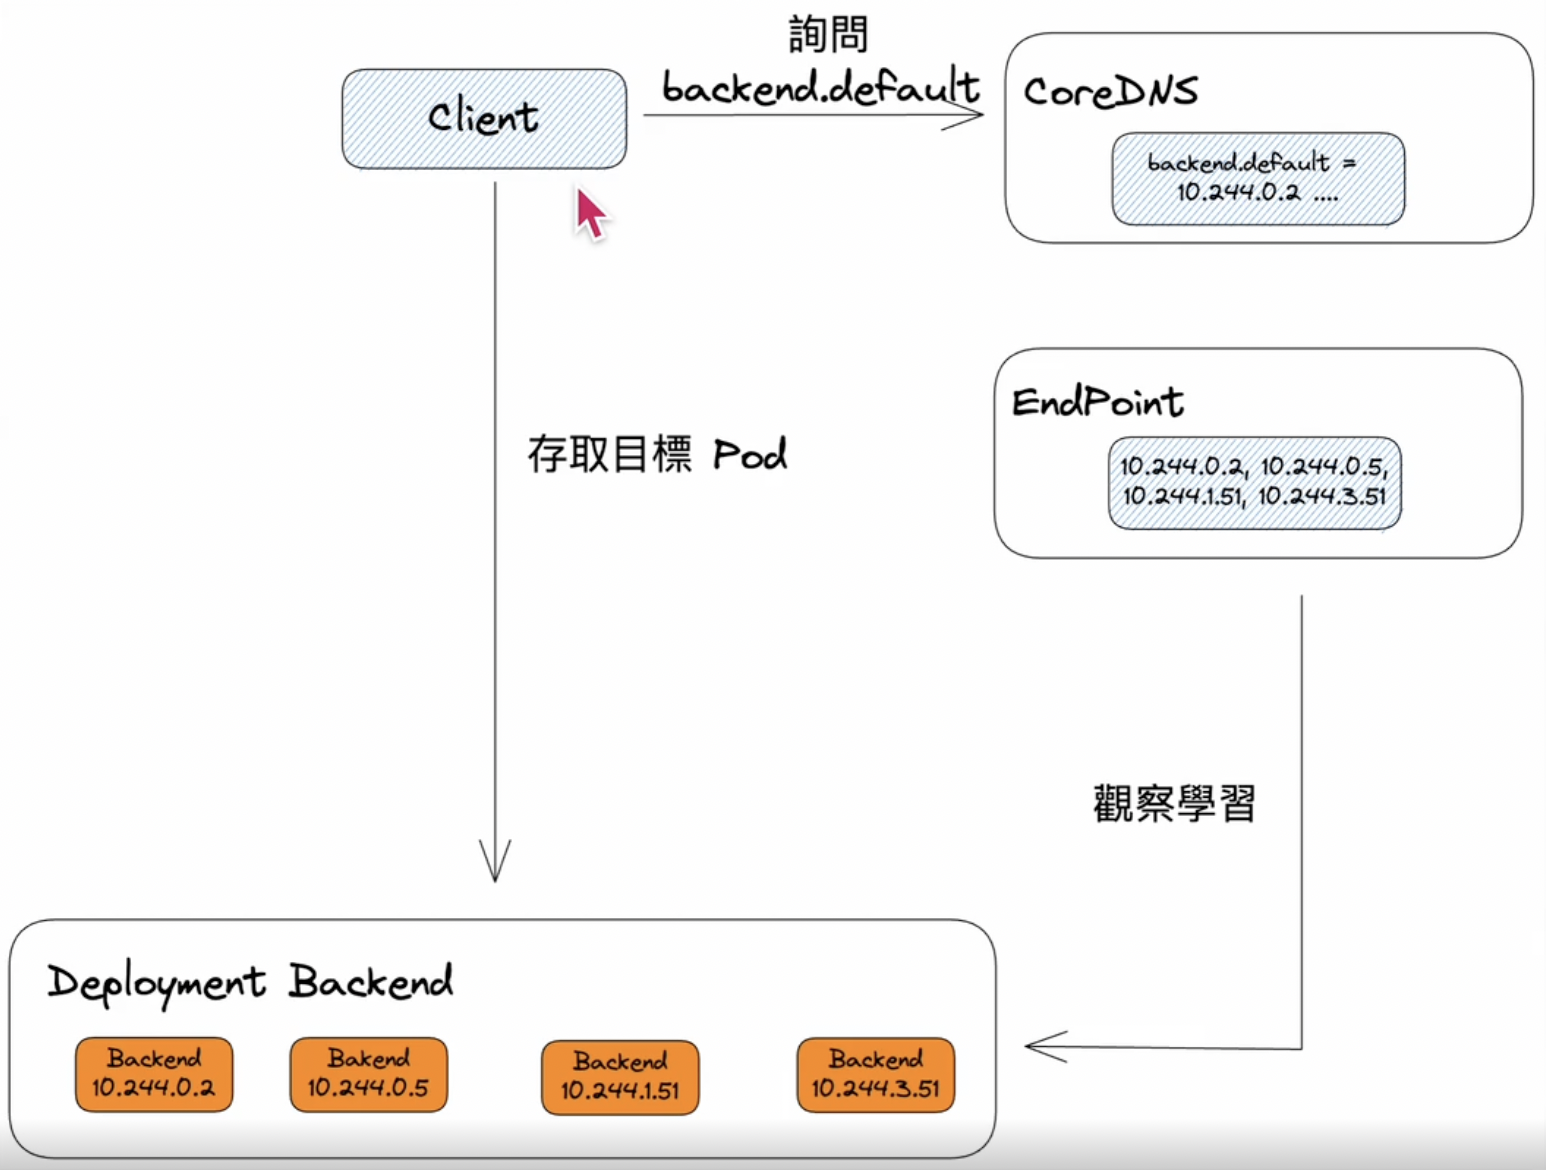 詢問
backend.default
Client
CoreDNS
backend.default =
10.244.0.2 ....
EndPoint
10.244.0.2, 10.244.0.5,
10.244.1.51, 10.244.3.51
存取目標 Pod
觀察學習
Deployment Backend
Backend
10.244.0.2
Bakend
10.244.0.5
Backend
10.244.1.51
Backend
10.244.3.51